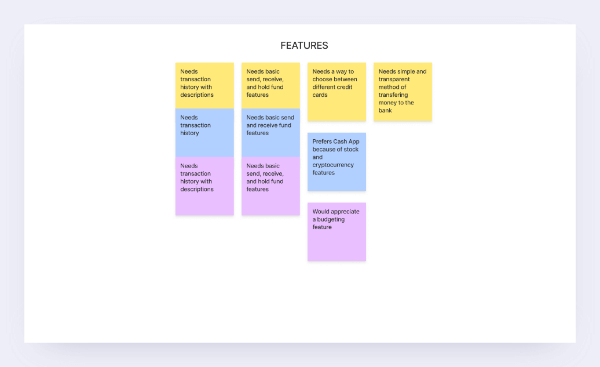 FEATURES
Needs
transaction
history with
descriptions
Needs basic
send, receive,
and hold fund
features
Needs a way to
choose between
different credit
cards
Needs simple and
transparent
method of
transfering
money to the
bank
Needs
transaction
history
Needs basic send
and receive fund
features
Prefers Cash App
because of stock
and
cryptocurrency
features
Needs
transaction
history with
descriptions
Needs basic
send, receive,
and hold fund
features
Would appreciate
a budgeting
feature